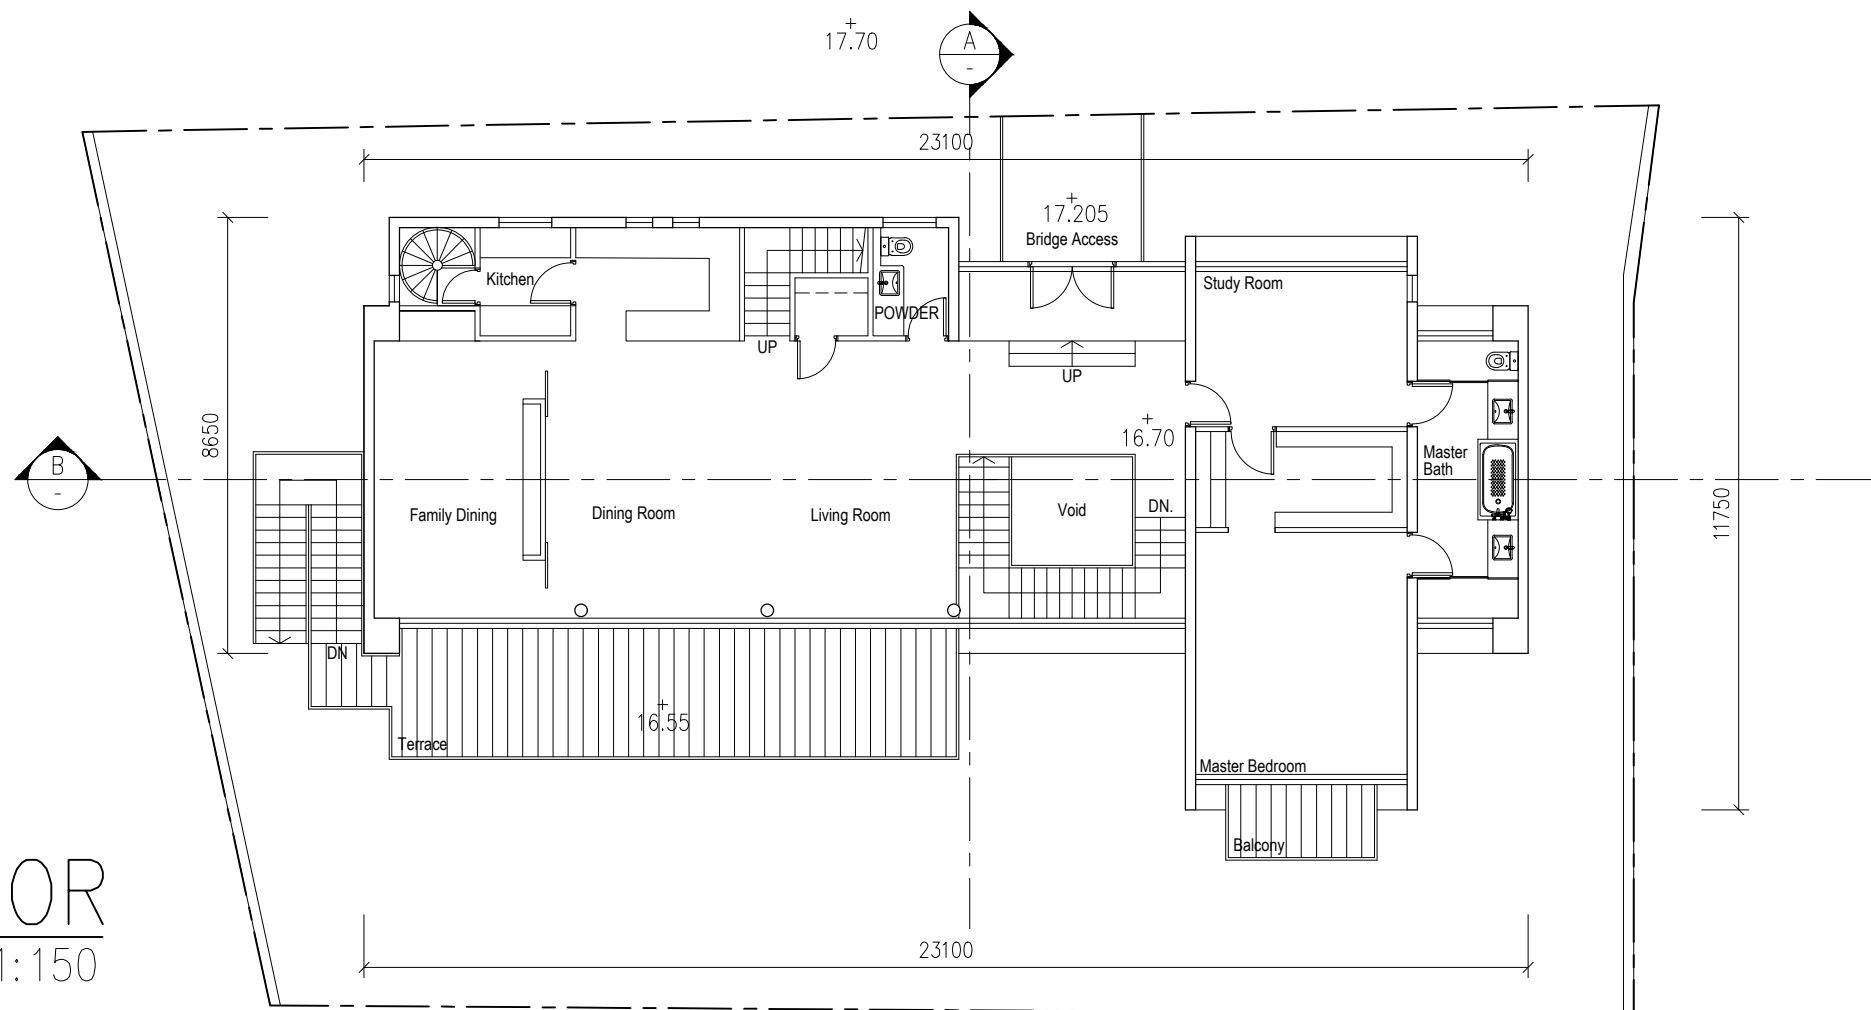 17.70
A
-
23100
17.205
Bridge Access
Kitchen
Study Room
POWDER
UP
UP
8650
16.70
B
-
Master
Bath
Family Dining
Dining Room
Living Room
Void
DN.
11750
DN
16.55
Terrace
Master Bedroom
Balcony
OR
1:150
23100